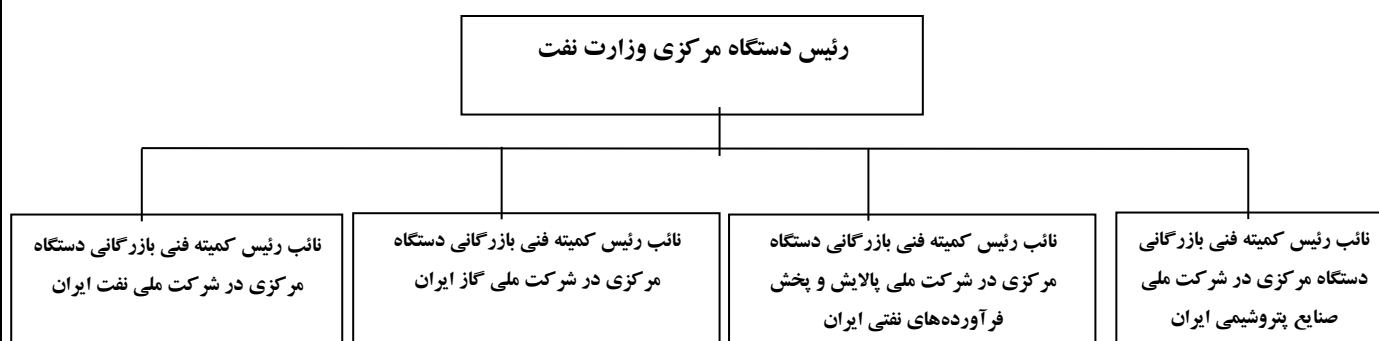 رئیس دستگاه مرکزی وزارت نفت
نائب رئیس کمیته فنی بازرگانی
دستگاه مرکزی در شرکت ملی
صنایع پتروشیمی ایران
نائب رئیس کمیته فنی بازرگانی دستگاه
مرکزی در شرکت ملی پالایش و پخش
فرآورده‌های نفتی ایران
نائب رئیس کمیته فنی بازرگانی دستگاه
مرکزی در شرکت ملی گاز ایران
نائب رئیس کمیته فنی بازرگانی دستگاه
مرکزی در شرکت ملی نفت ایران